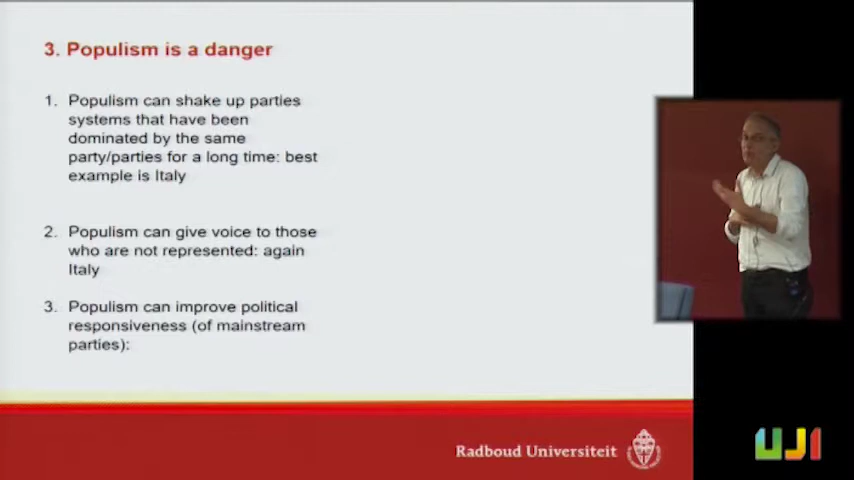 3. Populism is a danger
1. Populism can shake up parties
systems that have been
dominated by the same
party/parties for a long time: best
example is Italy
2. Populism can give voice to those
who are not represented: again
Italy
3. Populism can improve political
responsiveness (of mainstream
parties):
Radboud Universiteit
UJI